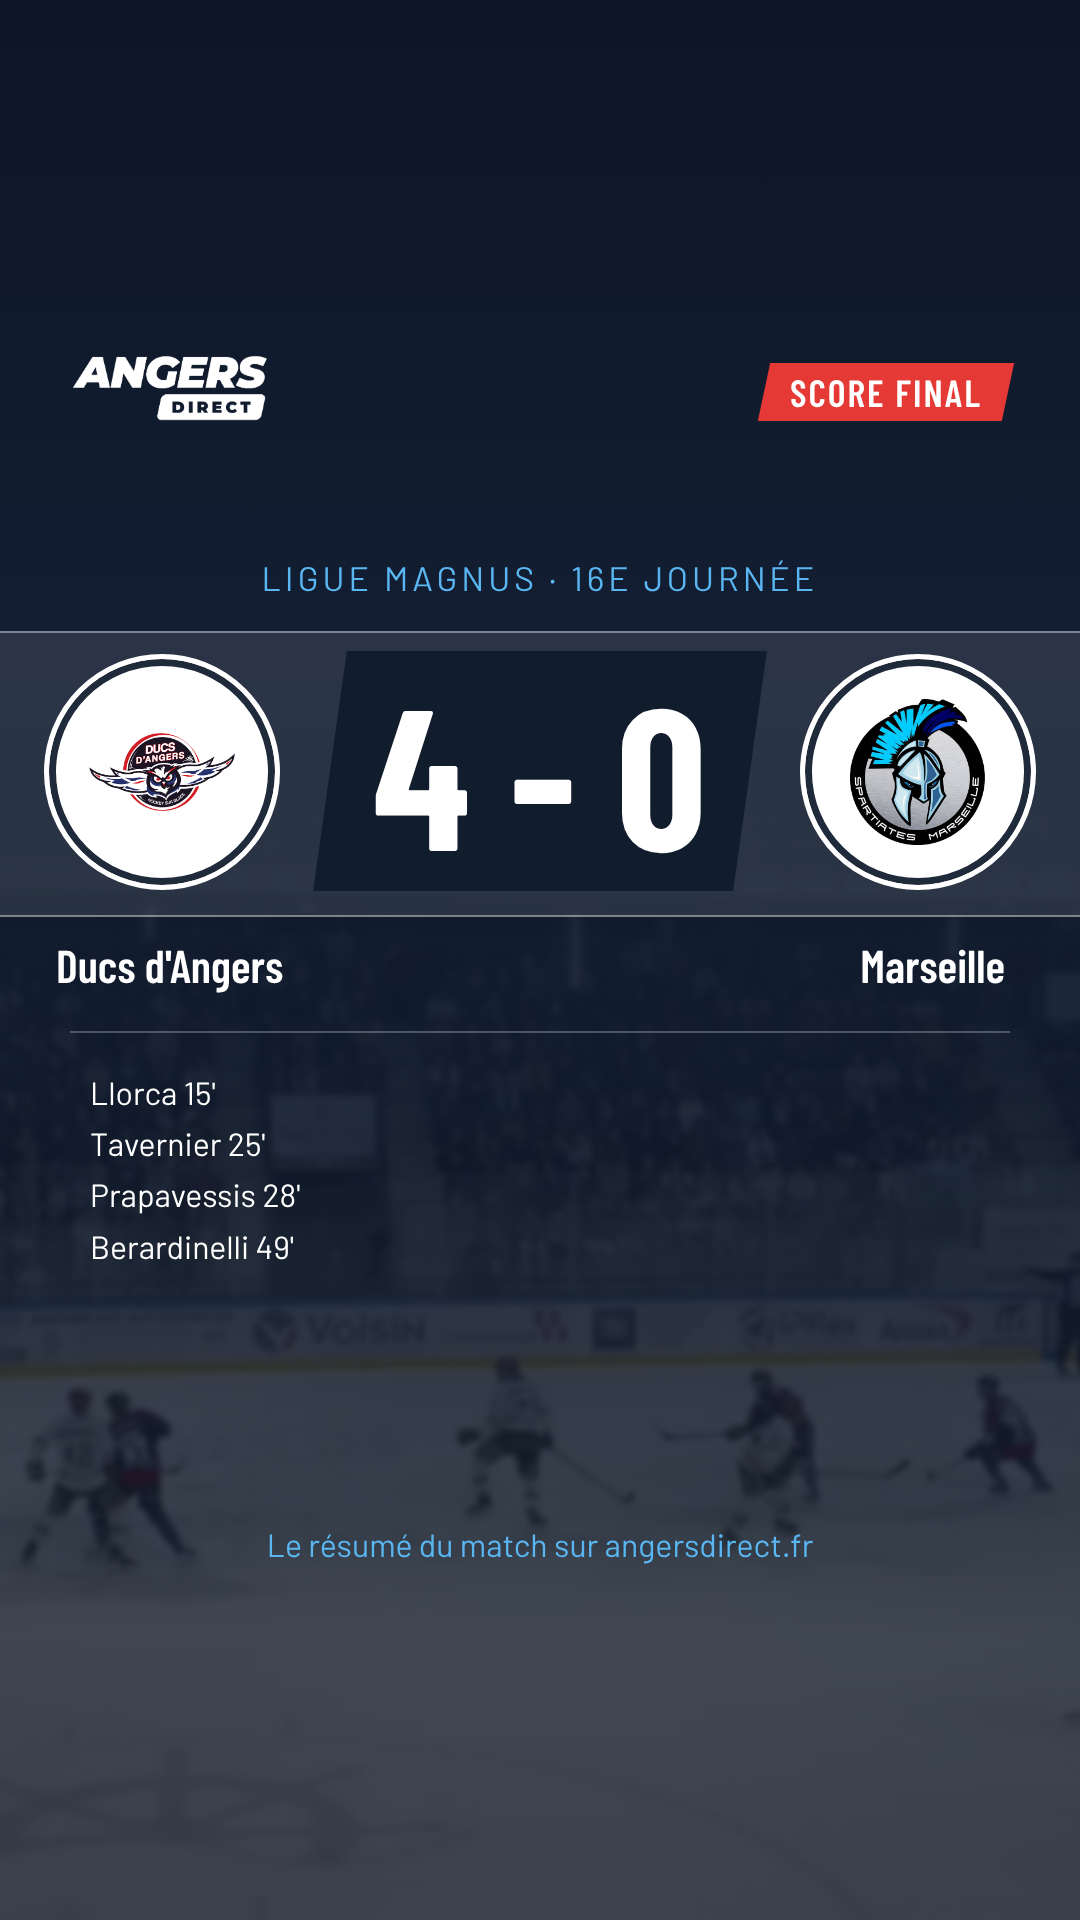 ANGERS
DIRECT
SCORE FINAL
LIGUE MAGNUS · 16E JOURNÉE
DUCS
D'ANGERS
4 - 0
SPARTIATES MARSEILLE
Ducs d'Angers
Marseille
Llorca 15'
Tavernier 25'
Prapavessis 28'
Berardinelli 49'
VOISIN
Le résumé du match sur angersdirect.fr